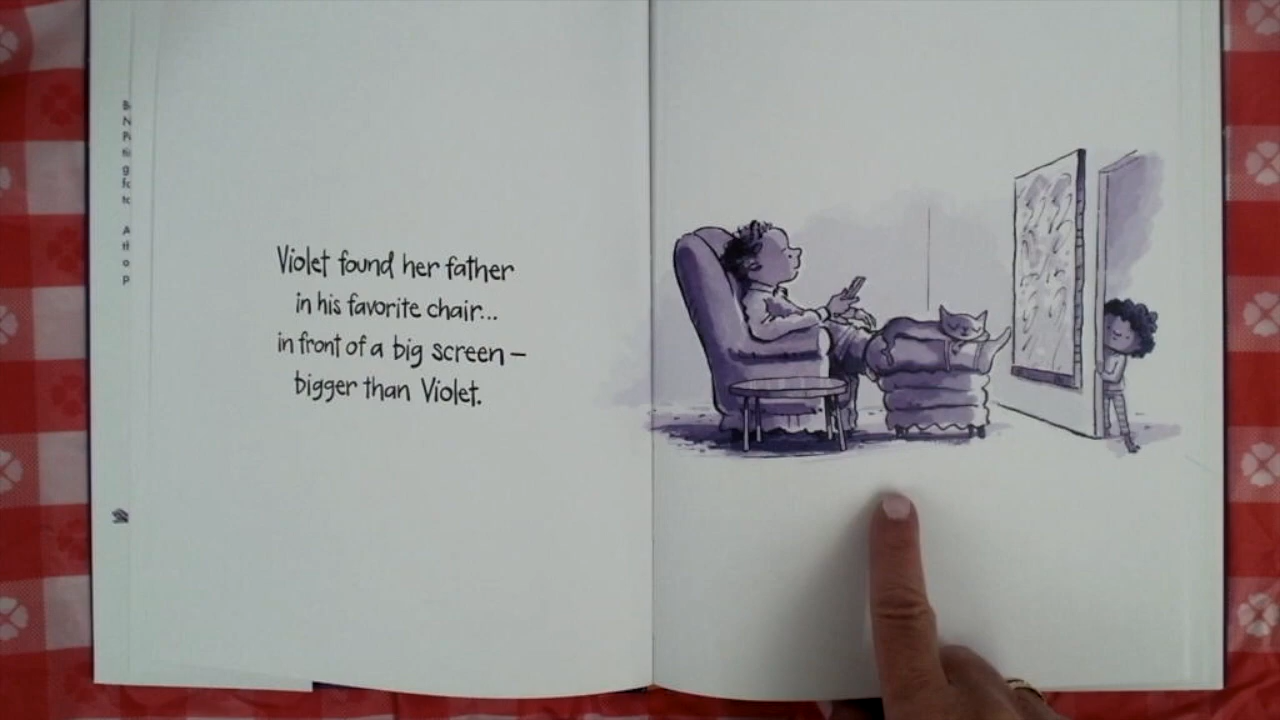 Violet found her father
in his favorite chair...
in front of a big screen –
bigger than Violet.